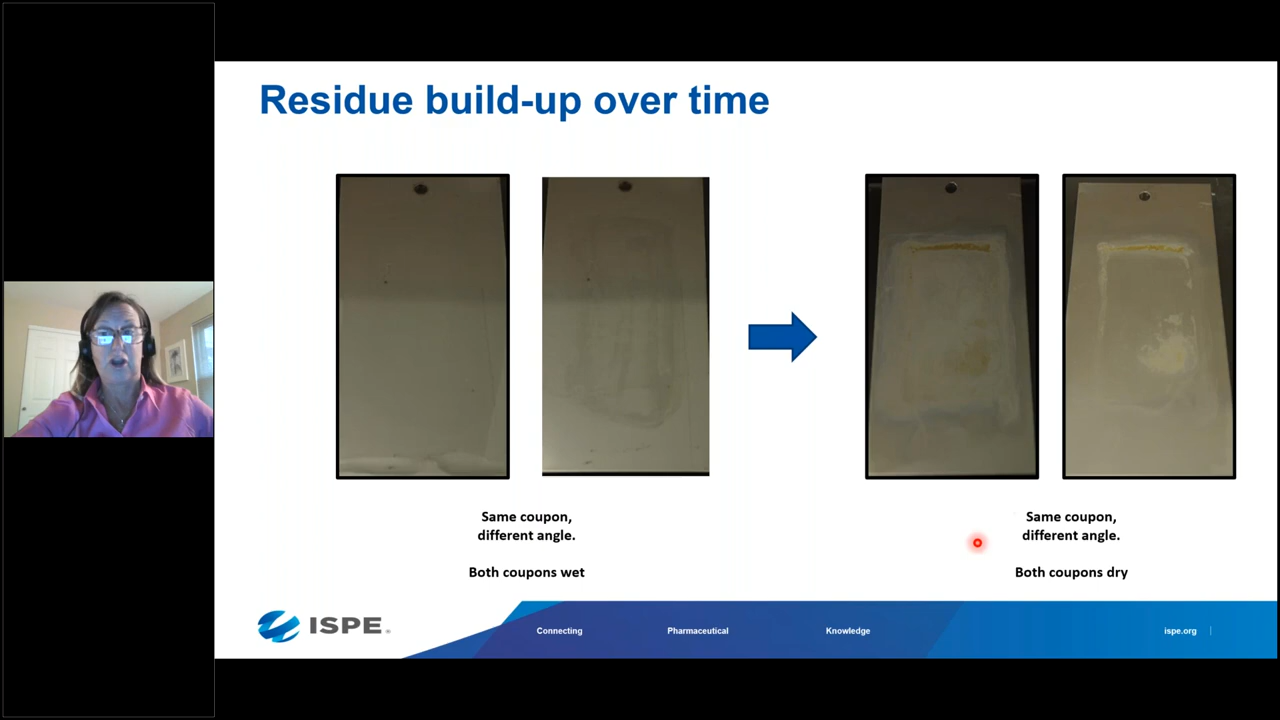 Residue build-up over time
Same coupon,
different angle.
Both coupons wet
Same coupon,
different angle.
Both coupons dry
ISPE®
Connecting
Pharmaceutical
Knowledge
ispe.org |